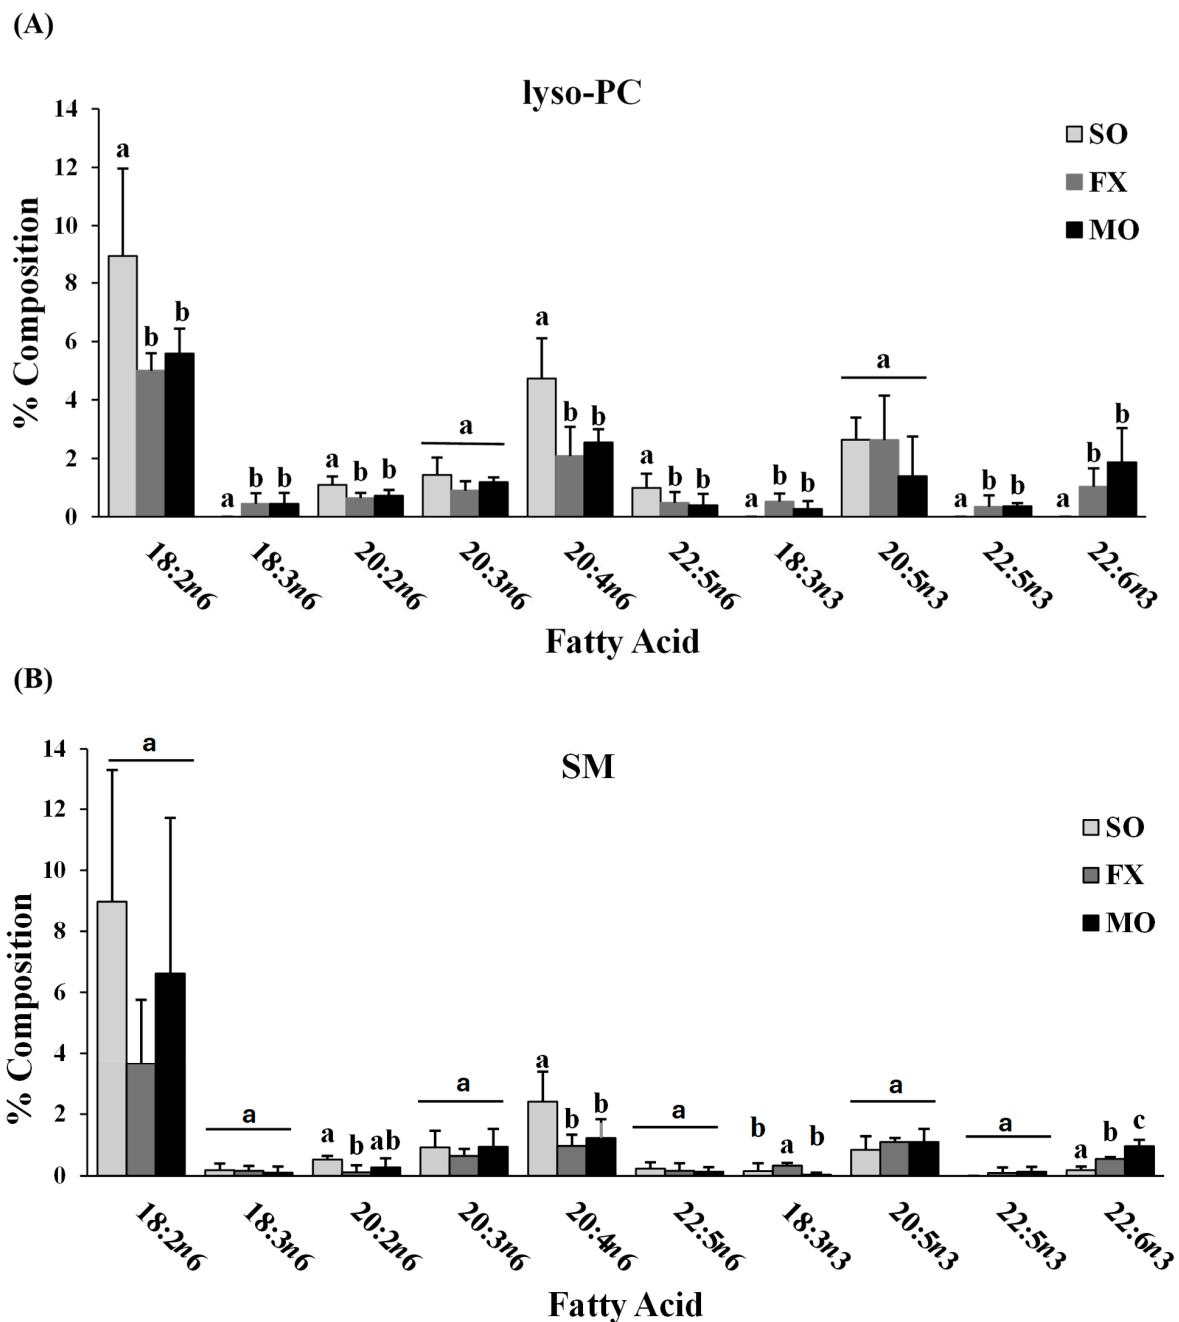 (A)
lyso-PC
14
12
10
8
6
4
2
0
% Composition
SO
FX
MO
a b b
a b b
a b b
a
a b b
a b b
a b b
a
a b b
a b b
18:2n6 18:3n6 20:2n6 20:3n6 20:4n6 22:5n6 18:3n3 20:5n3 22:5n3 22:6n3
Fatty Acid
(B)
SM
14
12
10
8
6
4
2
0
% Composition
SO
FX
MO
a
a
a b ab
a
a b b
a
b a b
a
a
a b c
18:2n6 18:3n6 20:2n6 20:3n6 20:4n6 22:5n6 18:3n3 20:5n3 22:5n3 22:6n3
Fatty Acid